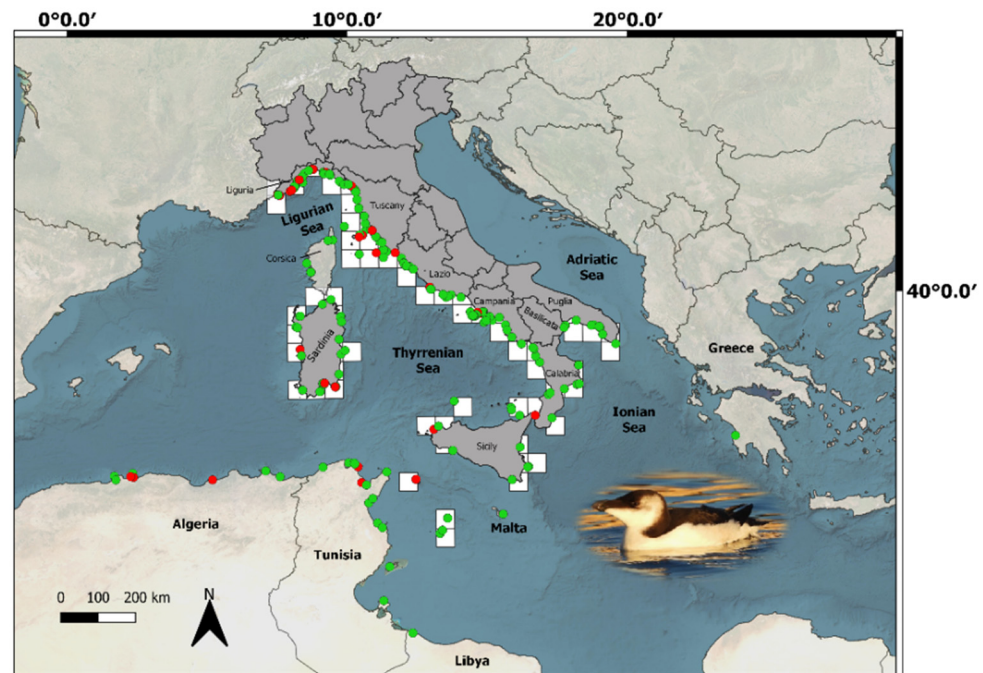 0°0.0′ 10°0.0′ 20°0.0′
Liguria
Ligurian
Sea
Tuscany
Corsica
Adriatic
Sea
Lazio
40°0.0′
Campania
Puglia
Basilicata
Sardinia
Thyrrenian
Sea
Greece
Calabria
Ionian
Sea
Sicily
Algeria
Malta
Tunisia
0 100 200 km
N
Libya